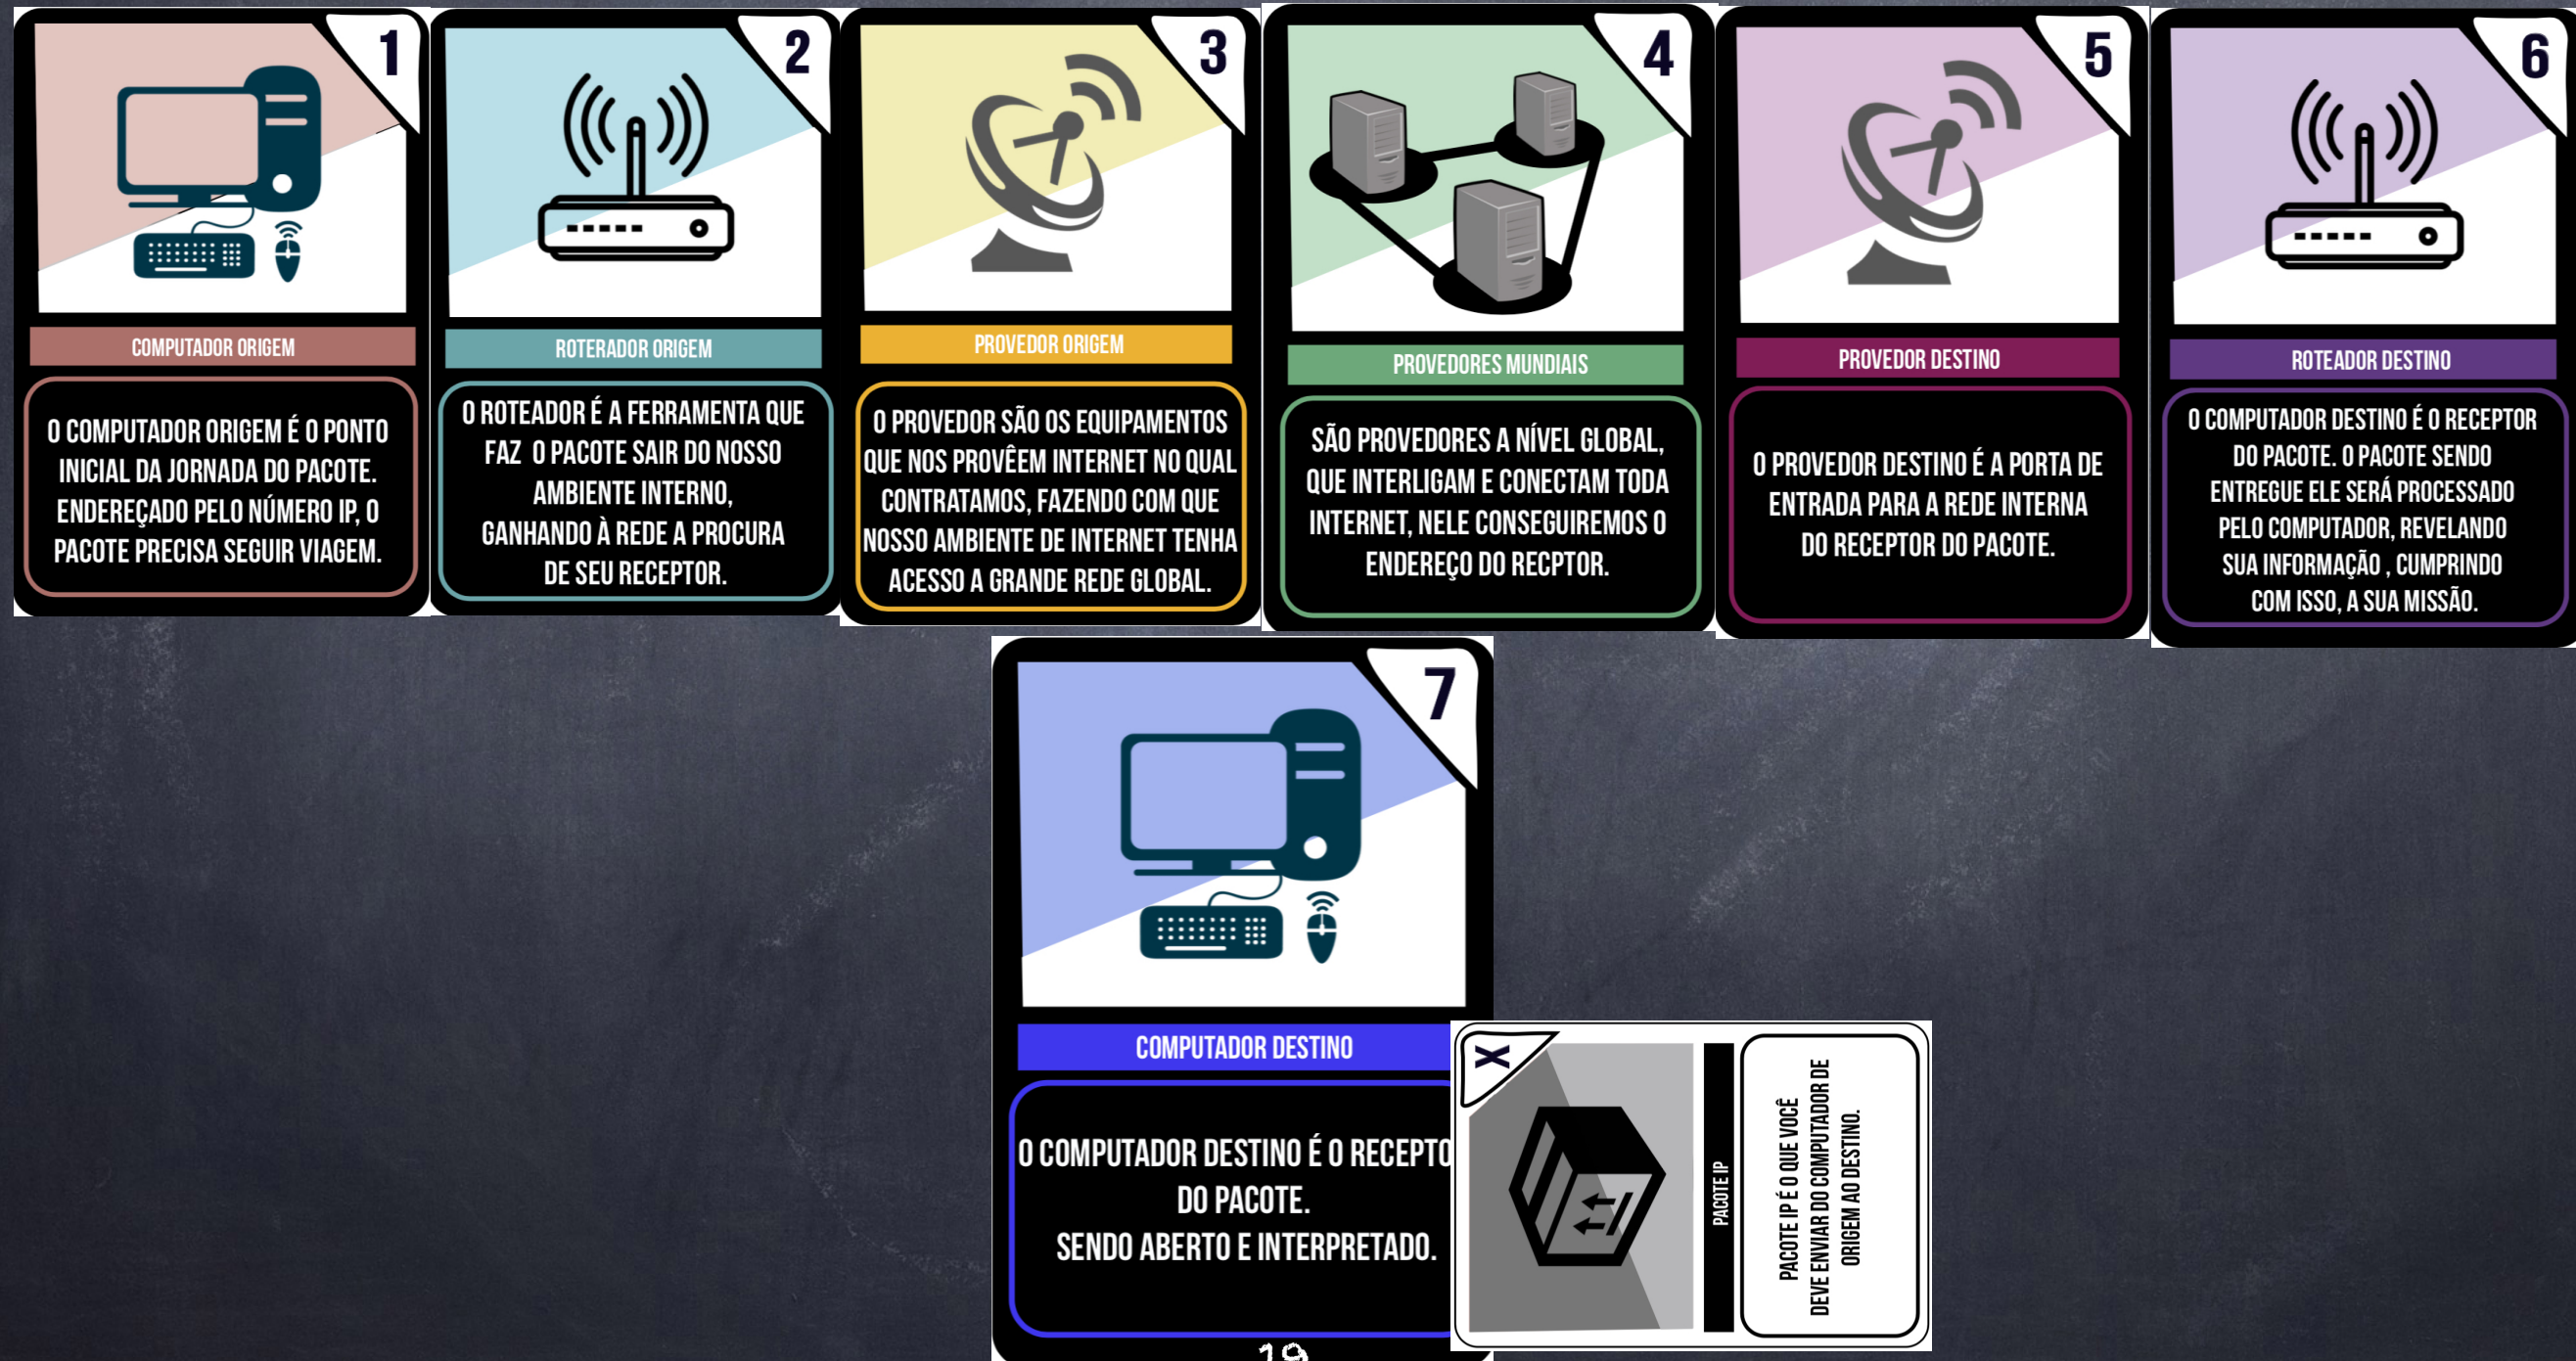 1
COMPUTADOR ORIGEM
O COMPUTADOR ORIGEM É O PONTO
INICIAL DA JORNADA DO PACOTE.
ENDEREÇADO PELO NÚMERO IP, O
PACOTE PRECISA SEGUIR VIAGEM.
2
ROTERADOR ORIGEM
O ROTEADOR É A FERRAMENTA QUE
FAZ O PACOTE SAIR DO NOSSO
AMBIENTE INTERNO,
GANHANDO À REDE A PROCURA
DE SEU RECEPTOR.
3
PROVEDOR ORIGEM
O PROVEDOR SÃO OS EQUIPAMENTOS
QUE NOS PROVÊEM INTERNET NO QUAL
CONTRATAMOS, FAZENDO COM QUE
NOSSO AMBIENTE DE INTERNET TENHA
ACESSO A GRANDE REDE GLOBAL.
4
PROVEDORES MUNDIAIS
SÃO PROVEDORES A NÍVEL GLOBAL,
QUE INTERLIGAM E CONECTAM TODA
INTERNET, NELE CONSEGUIREMOS O
ENDEREÇO DO RECPTOR.
5
PROVEDOR DESTINO
O PROVEDOR DESTINO É A PORTA DE
ENTRADA PARA A REDE INTERNA
DO RECEPTOR DO PACOTE.
6
ROTEADOR DESTINO
O COMPUTADOR DESTINO É O RECEPTOR
DO PACOTE. O PACOTE SENDO
ENTREGUE ELE SERÁ PROCESSADO
PELO COMPUTADOR, REVELANDO
SUA INFORMAÇÃO , CUMPRINDO
COM ISSO, A SUA MISSÃO.
7
COMPUTADOR DESTINO
O COMPUTADOR DESTINO É O RECEPTO
DO PACOTE.
SENDO ABERTO E INTERPRETADO.
19
X
PACOTE IP
PACOTE IP É O QUE VOCÊ
DEVE ENVIAR DO COMPUTADOR DE
ORIGEM AO DESTINO.